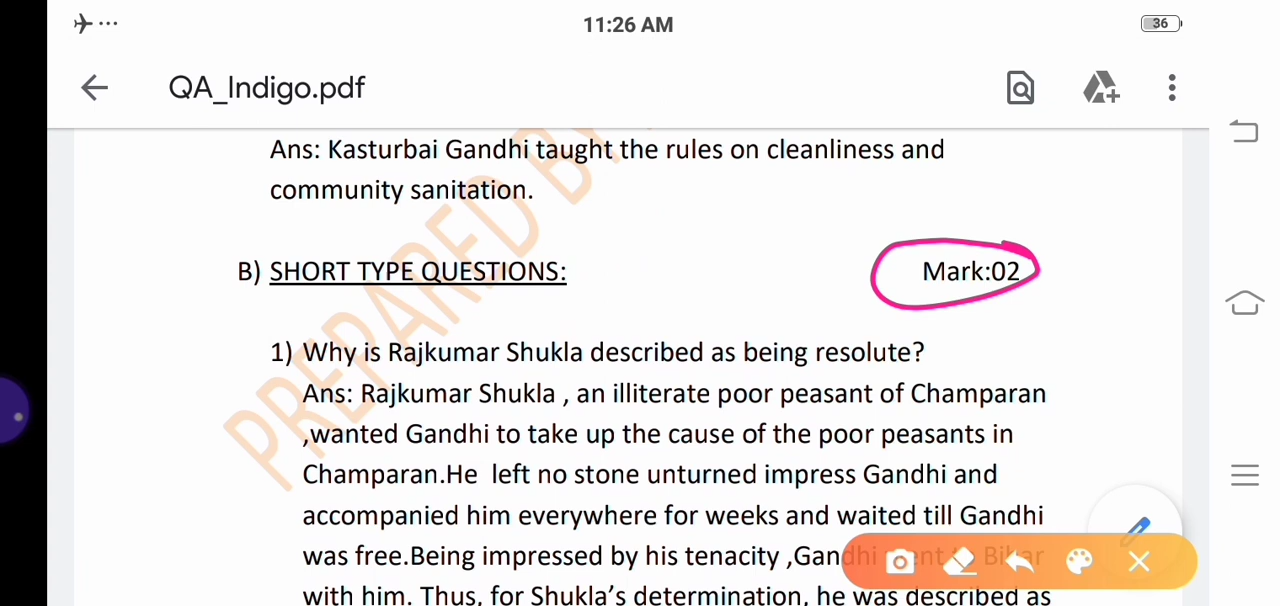 11:26 AM
36
QA_Indigo.pdf
Ans: Kasturbai Gandhi taught the rules on cleanliness and
community sanitation.
B) SHORT TYPE QUESTIONS:
Mark:02
1) Why is Rajkumar Shukla described as being resolute?
Ans: Rajkumar Shukla , an illiterate poor peasant of Champaran
,wanted Gandhi to take up the cause of the poor peasants in
Champaran.He left no stone unturned impress Gandhi and
accompanied him everywhere for weeks and waited till Gandhi
was free.Being impressed by his tenacity ,Gandhi went to Bihar
with him. Thus, for Shukla's determination, he was described as
PREPARED BY